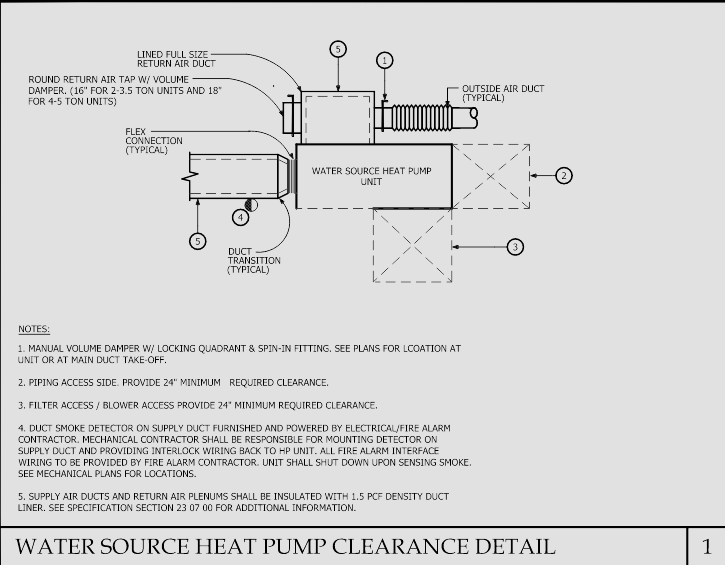 LINED FULL SIZE
RETURN AIR DUCT
5
1
ROUND RETURN AIR TAP W/ VOLUME
DAMPER. (16" FOR 2-3.5 TON UNITS AND 18"
FOR 4-5 TON UNITS)
OUTSIDE AIR DUCT
(TYPICAL)
FLEX
CONNECTION
(TYPICAL)
WATER SOURCE HEAT PUMP
UNIT
2
4
5
3
DUCT
TRANSITION
(TYPICAL)
NOTES:
1. MANUAL VOLUME DAMPER W/ LOCKING QUADRANT & SPIN-IN FITTING. SEE PLANS FOR LCOATION AT
UNIT OR AT MAIN DUCT TAKE-OFF.
2. PIPING ACCESS SIDE. PROVIDE 24" MINIMUM REQUIRED CLEARANCE.
3. FILTER ACCESS / BLOWER ACCESS PROVIDE 24" MINIMUM REQUIRED CLEARANCE.
4. DUCT SMOKE DETECTOR ON SUPPLY DUCT FURNISHED AND POWERED BY ELECTRICAL/FIRE ALARM
CONTRACTOR. MECHANICAL CONTRACTOR SHALL BE RESPONSIBLE FOR MOUNTING DETECTOR ON
SUPPLY DUCT AND PROVIDING INTERLOCK WIRING BACK TO HP UNIT. ALL FIRE ALARM INTERFACE
WIRING TO BE PROVIDED BY FIRE ALARM CONTRACTOR. UNIT SHALL SHUT DOWN UPON SENSING SMOKE.
SEE MECHANICAL PLANS FOR LOCATIONS.
5. SUPPLY AIR DUCTS AND RETURN AIR PLENUMS SHALL BE INSULATED WITH 1.5 PCF DENSITY DUCT
LINER. SEE SPECIFICATION SECTION 23 07 00 FOR ADDITIONAL INFORMATION.
WATER SOURCE HEAT PUMP CLEARANCE DETAIL
1